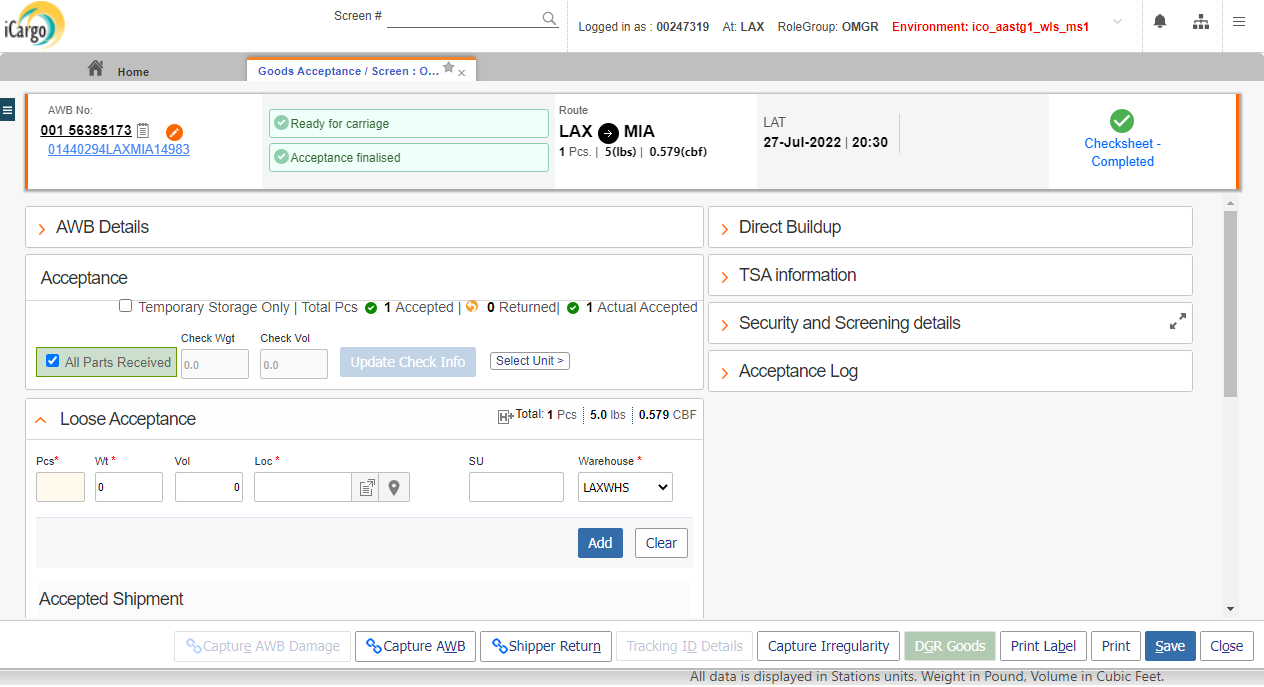 iCargo
Screen #
Logged in as : 00247319 At: LAX RoleGroup: OMGR Environment: ico_aastg1_wls_ms1
Home
Goods Acceptance / Screen : O...
AWB No:
001 56385173
01440294LAXMIA14983
Ready for carriage
Acceptance finalised
Route
LAX MIA
1 Pcs. | 5(lbs) | 0.579(cbf)
LAT
27-Jul-2022 | 20:30
Checksheet -
Completed
AWB Details
Acceptance
Temporary Storage Only | Total Pcs 1 Accepted | 0 Returned| 1 Actual Accepted
Check Wgt Check Vol
All Parts Received 0.0 0.0 Update Check Info Select Unit >
Loose Acceptance
H+ Total: 1 Pcs 5.0 lbs 0.579 CBF
Pcs* Wt * Vol Loc * SU Warehouse *
0 0 LAXWHS
Add Clear
Accepted Shipment
Direct Buildup
TSA information
Security and Screening details
Acceptance Log
Capture AWB Damage Capture AWB Shipper Return Tracking ID Details Capture Irregularity DGR Goods Print Label Print Save Close
All data is displayed in Stations units. Weight in Pound, Volume in Cubic Feet.